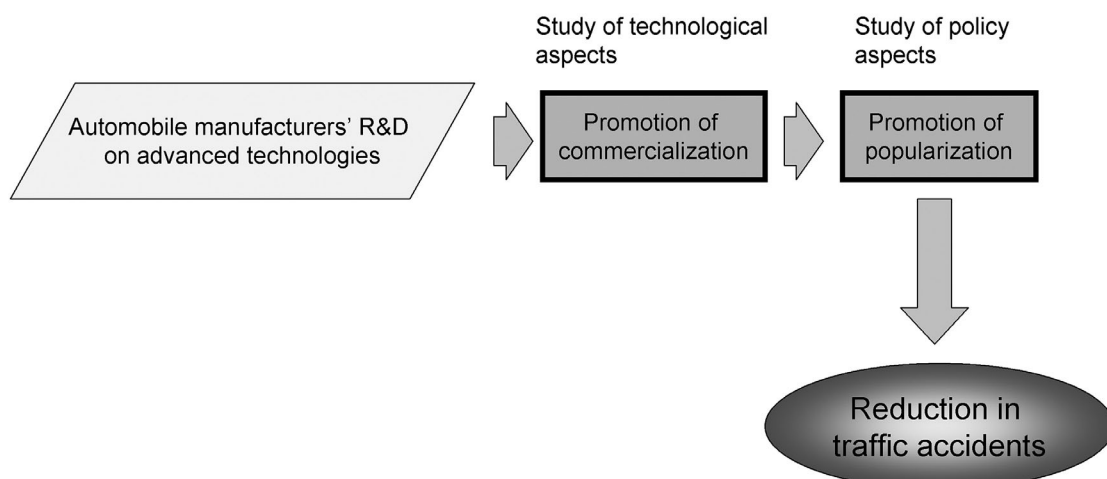 Study of technological
aspects
Study of policy
aspects
Automobile manufacturers’ R&D
on advanced technologies
Promotion of
commercialization
Promotion of
popularization
Reduction in
traffic accidents